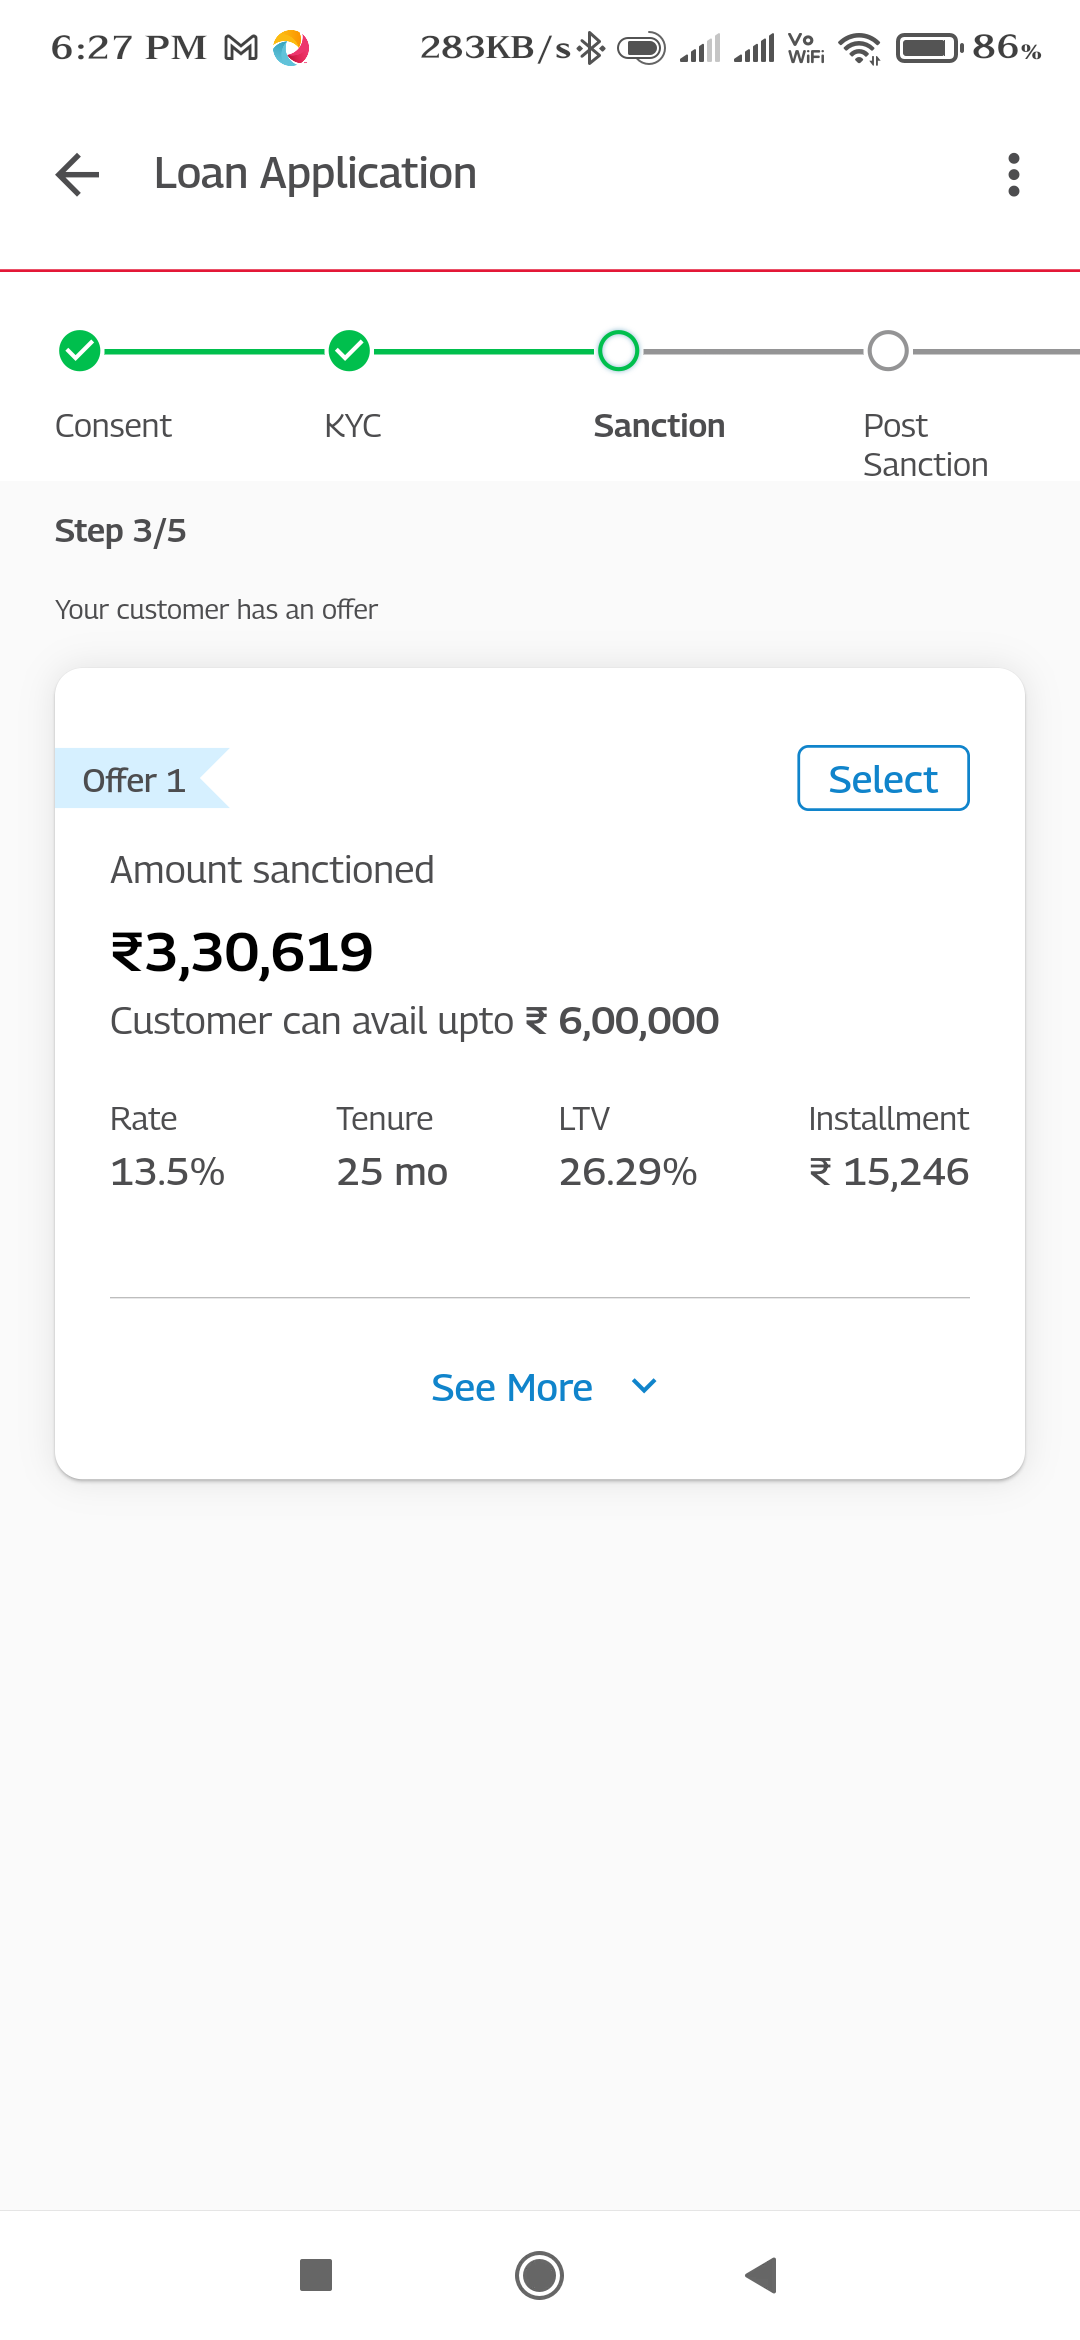 6:27 PM 283KB/s Vo WiFi 86%
Loan Application
Consent KYC Sanction Post Sanction
Step 3/5
Your customer has an offer
Offer 1 Select
Amount sanctioned
₹3,30,619
Customer can avail upto ₹ 6,00,000
Rate Tenure LTV Installment
13.5% 25 mo 26.29% ₹ 15,246
See More